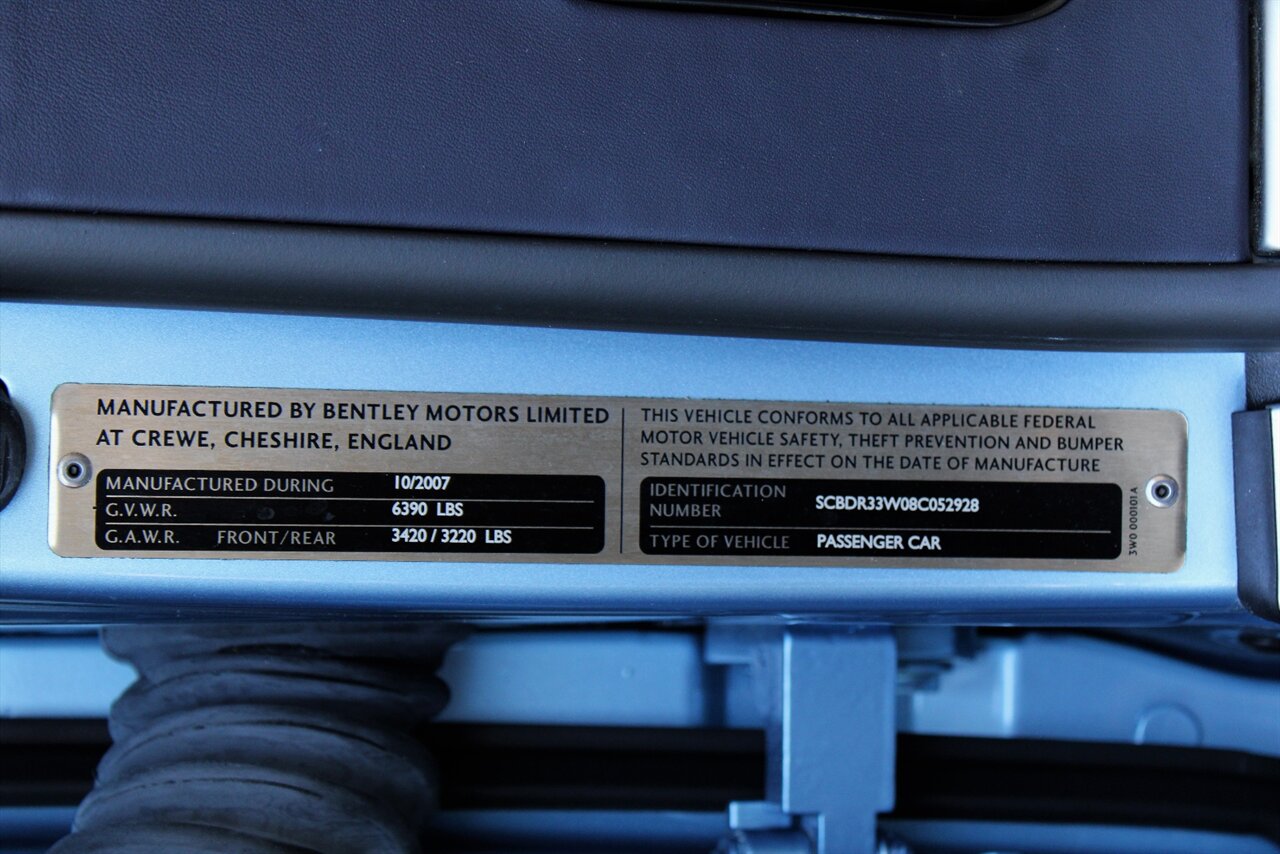 MANUFACTURED BY BENTLEY MOTORS LIMITED
AT CREWE, CHESHIRE, ENGLAND
MANUFACTURED DURING 10/2007
G.V.W.R. 6390 LBS
G.A.W.R. FRONT/REAR 3420 / 3220 LBS
THIS VEHICLE CONFORMS TO ALL APPLICABLE FEDERAL
MOTOR VEHICLE SAFETY, THEFT PREVENTION AND BUMPER
STANDARDS IN EFFECT ON THE DATE OF MANUFACTURE
IDENTIFICATION
NUMBER SCBDR33W08C052928
TYPE OF VEHICLE PASSENGER CAR
3W0 000101 A